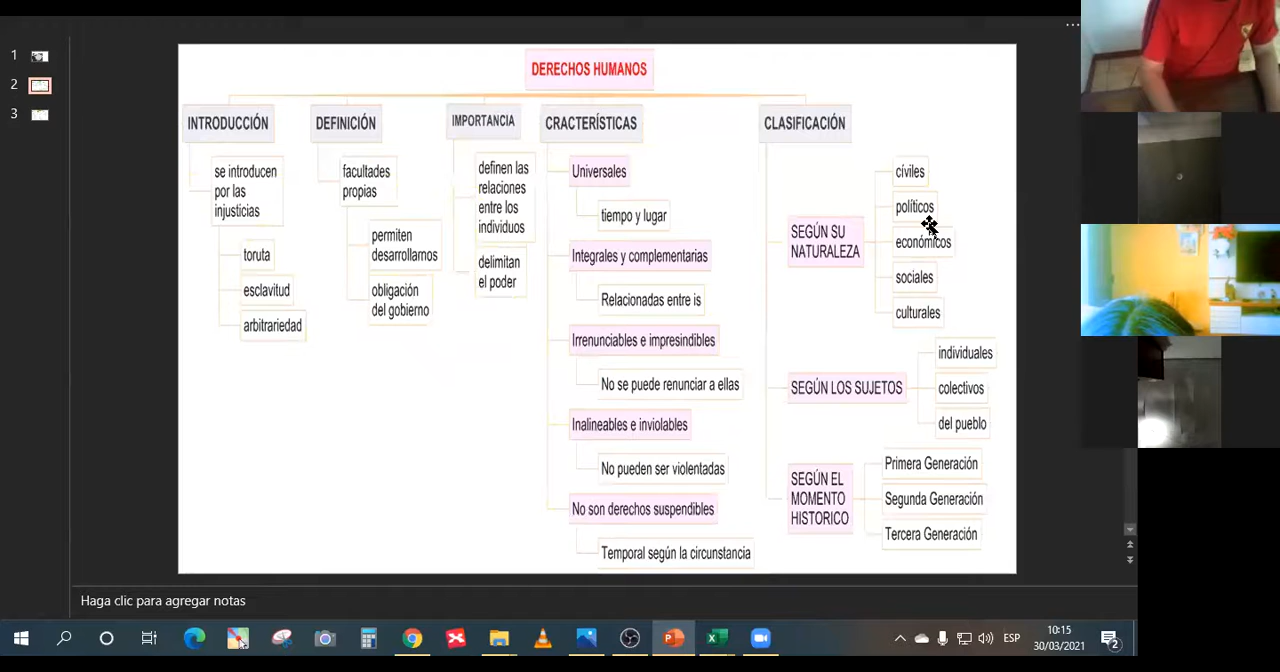 1
2
3
DERECHOS HUMANOS
INTRODUCCIÓN
se introducen
por las
injusticias
toruta
esclavitud
arbitrariedad
DEFINICIÓN
facultades
propias
permiten
desarrollarnos
obligación
del gobierno
IMPORTANCIA
definen las
relaciones
entre los
individuos
delimitan
el poder
CRACTERÍSTICAS
Universales
tiempo y lugar
Integrales y complementarias
Relacionadas entre is
Irrenunciables e impresindibles
No se puede renunciar a ellas
Inalineables e inviolables
No pueden ser violentadas
No son derechos suspendibles
Temporal según la circunstancia
CLASIFICACIÓN
SEGÚN SU
NATURALEZA
cíviles
políticos
económicos
sociales
culturales
SEGÚN LOS SUJETOS
individuales
colectivos
del pueblo
SEGÚN EL
MOMENTO
HISTORICO
Primera Generación
Segunda Generación
Tercera Generación
Haga clic para agregar notas
ESP
10:15
30/03/2021
2